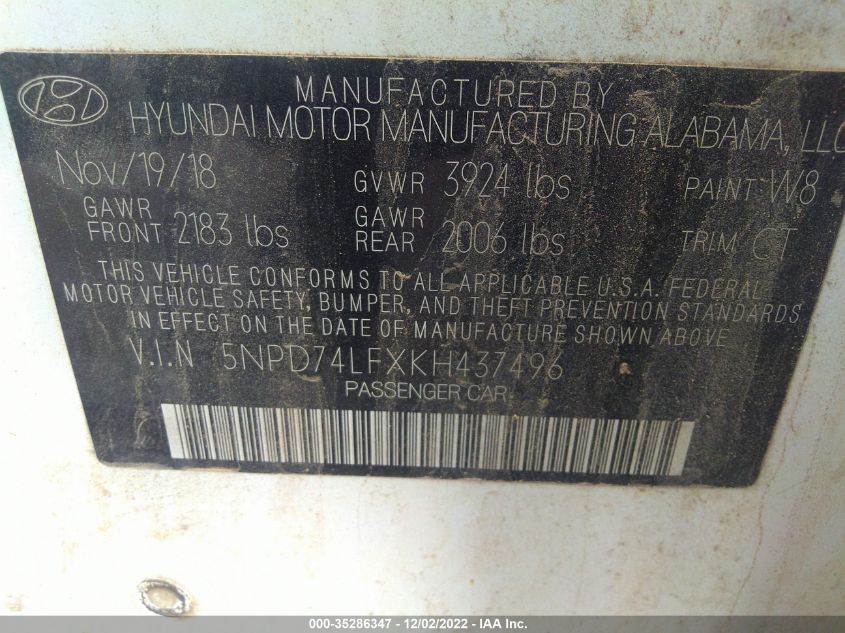 MANUFACTURED BY
HYUNDAI MOTOR MANUFACTURING ALABAMA, LLC
Nov/19/18 GVWR 3924 lbs PAINT W8
GAWR FRONT 2183 lbs GAWR REAR 2006 lbs TRIM CT
THIS VEHICLE CONFORMS TO ALL APPLICABLE U.S.A. FEDERAL
MOTOR VEHICLE SAFETY, BUMPER, AND THEFT PREVENTION STANDARDS
IN EFFECT ON THE DATE OF MANUFACTURE SHOWN ABOVE
V.I.N 5NPD74LFXKH437496
PASSENGER CAR
000-35286347 - 12/02/2022 - IAA Inc.